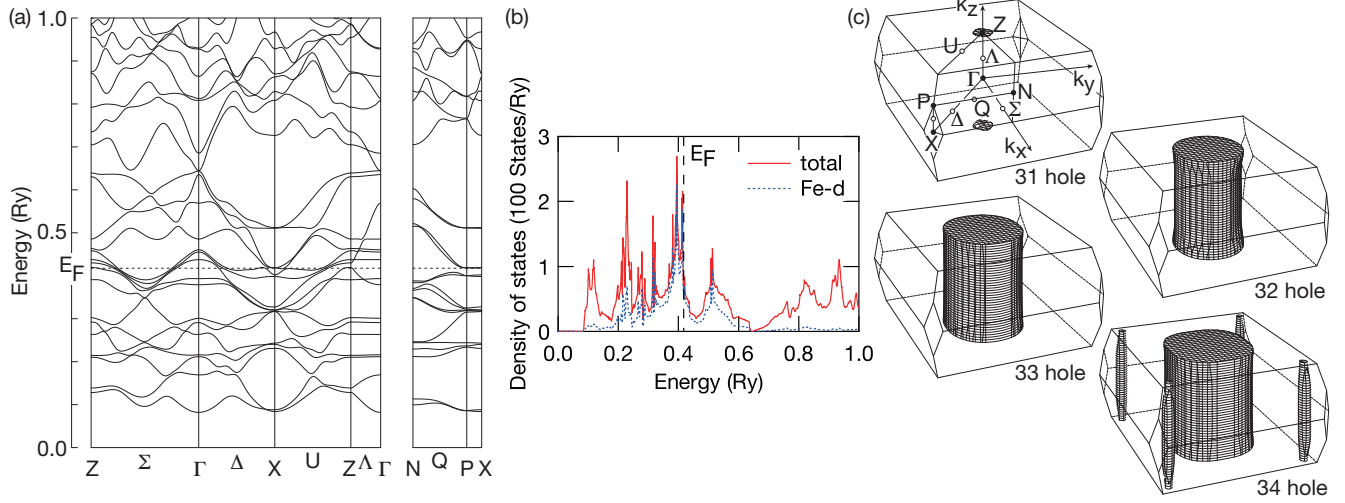 (a)
1.0
0.5
E_F
0.0
Energy (Ry)
Z Σ Γ Δ X U Z Λ Γ
N Q P X
(b)
3
2
1
0
Density of states (100 States/Ry)
E_F
total
Fe-d
0.0 0.2 0.4 0.6 0.8 1.0
Energy (Ry)
(c)
k_z
Z
U
Λ
Γ
k_y
P
N
Δ
Q
Σ
X
k_x
31 hole
32 hole
33 hole
34 hole